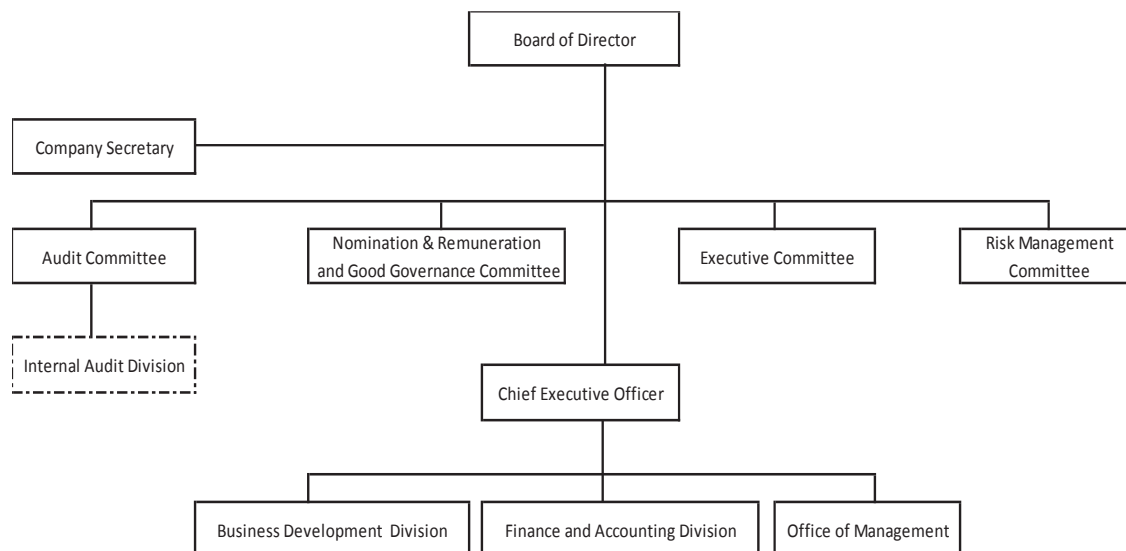 Board of Director
Company Secretary
Audit Committee
Nomination & Remuneration
and Good Governance Committee
Executive Committee
Risk Management
Committee
Internal Audit Division
Chief Executive Officer
Business Development Division
Finance and Accounting Division
Office of Management